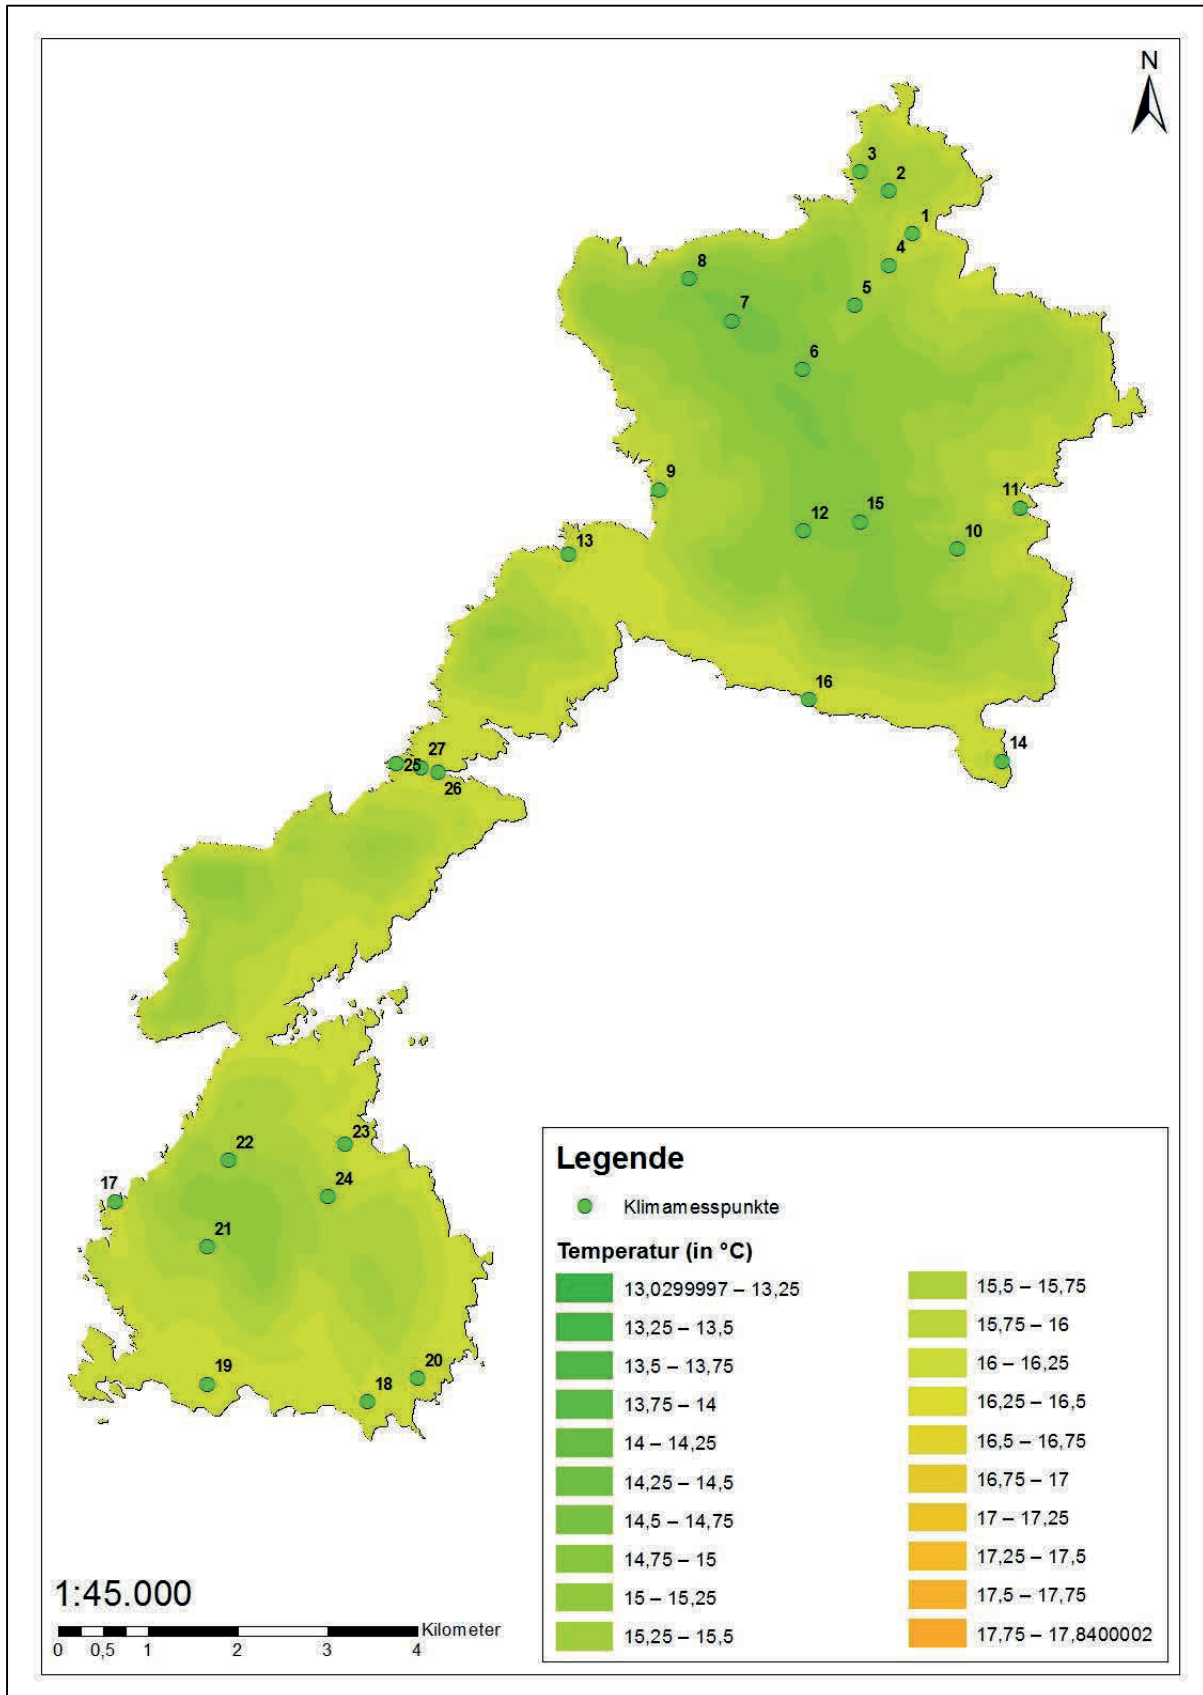 N
3
2
1
4
8
5
7
6
9
11
15
12
10
13
16
14
27
25
26
23
22
24
17
21
20
19
18
Legende
Klimamesspunkte
Temperatur (in °C)
13,0299997 – 13,25
13,25 – 13,5
13,5 – 13,75
13,75 – 14
14 – 14,25
14,25 – 14,5
14,5 – 14,75
14,75 – 15
15 – 15,25
15,25 – 15,5
15,5 – 15,75
15,75 – 16
16 – 16,25
16,25 – 16,5
16,5 – 16,75
16,75 – 17
17 – 17,25
17,25 – 17,5
17,5 – 17,75
17,75 – 17,8400002
1:45.000
Kilometer
0 0,5 1 2 3 4